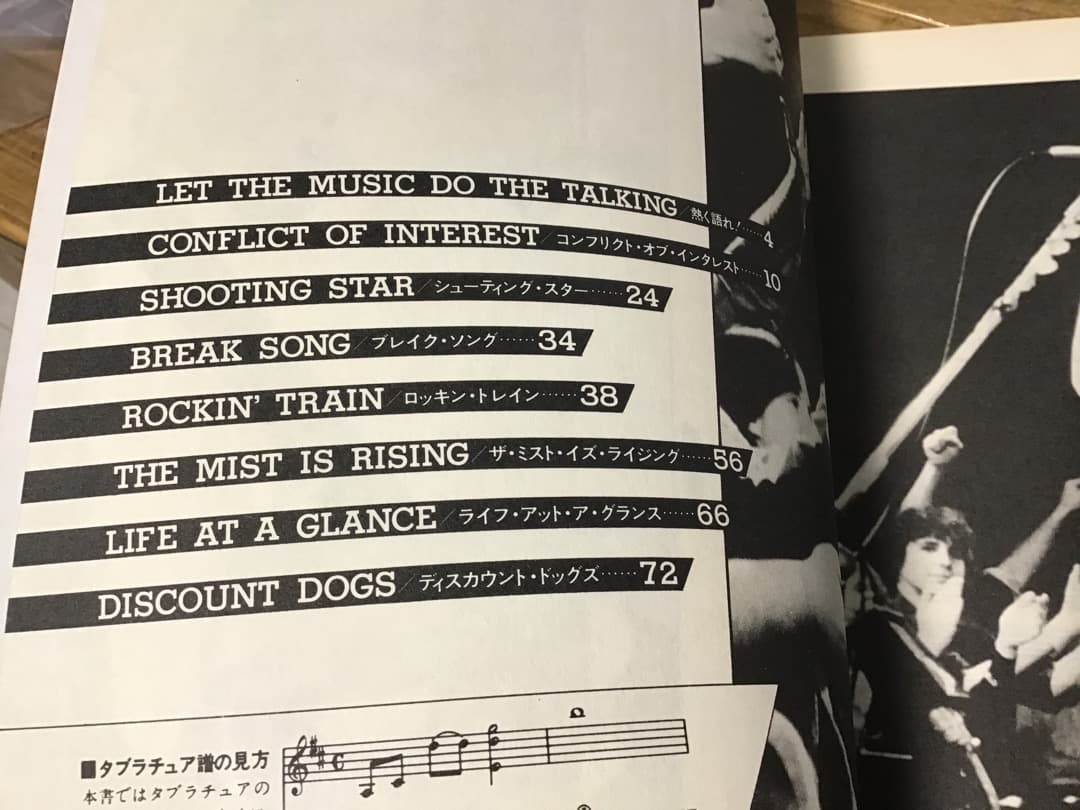 LET THE MUSIC DO THE TALKING/熱く語れ!……4
CONFLICT OF INTEREST/コンフリクト・オブ・インタレスト……10
SHOOTING STAR/シューティング・スター……24
BREAK SONG/ブレイク・ソング……34
ROCKIN' TRAIN/ロッキン・トレイン……38
THE MIST IS RISING/ザ・ミスト・イズ・ライジング……56
LIFE AT A GLANCE/ライフ・アット・ア・グランス……66
DISCOUNT DOGS/ディスカウント・ドッグズ……72
■タブラチュア譜の見方
本書ではタブラチュアの